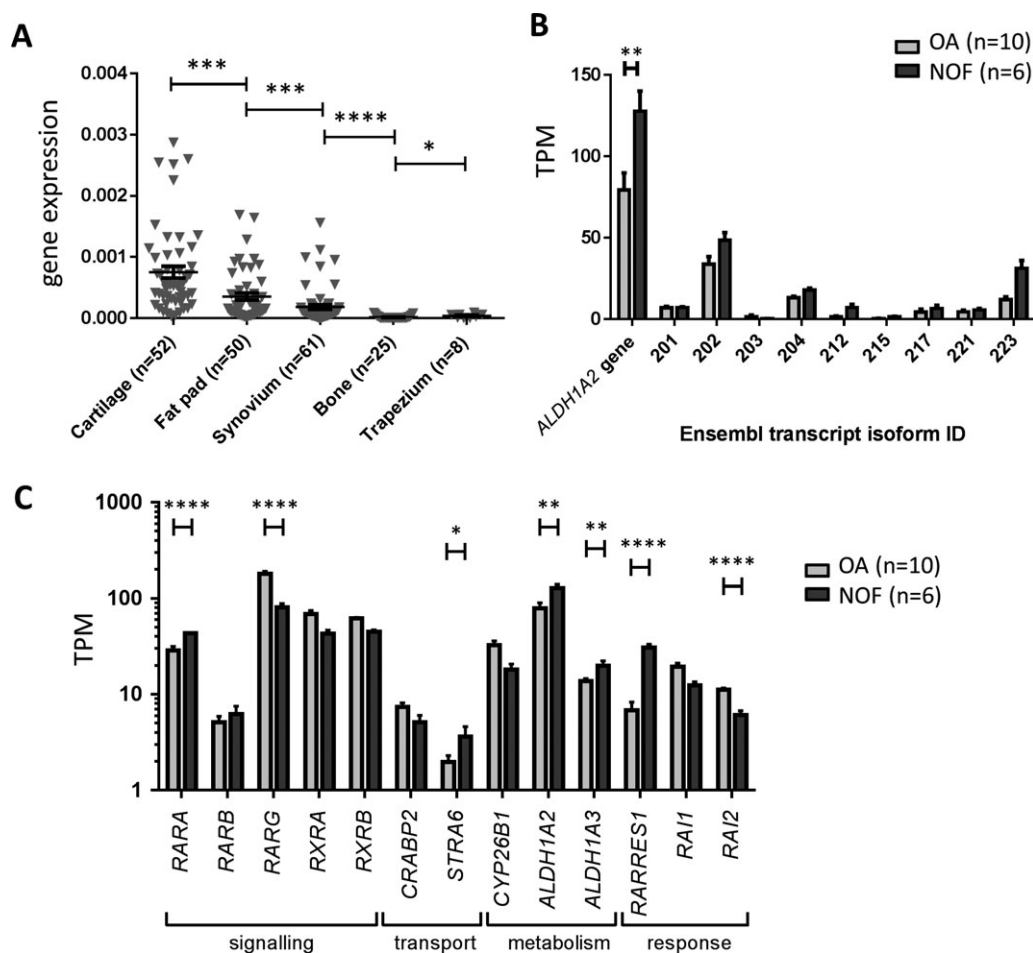 A
gene expression
0.004
0.003
0.002
0.001
0.000
***
***
****
*
Cartilage (n=52)
Fat pad (n=50)
Synovium (n=61)
Bone (n=25)
Trapezium (n=8)
B
OA (n=10)
NOF (n=6)
TPM
150
100
50
0
**
ALDH1A2 gene
201
202
203
204
212
215
217
221
223
Ensembl transcript isoform ID
C
TPM
1000
100
10
1
****
****
*
**
**
****
****
OA (n=10)
NOF (n=6)
RARA
RARB
RARG
RXRA
RXRB
CRABP2
STRA6
CYP26B1
ALDH1A2
ALDH1A3
RARRES1
RAI1
RAI2
signalling
transport
metabolism
response